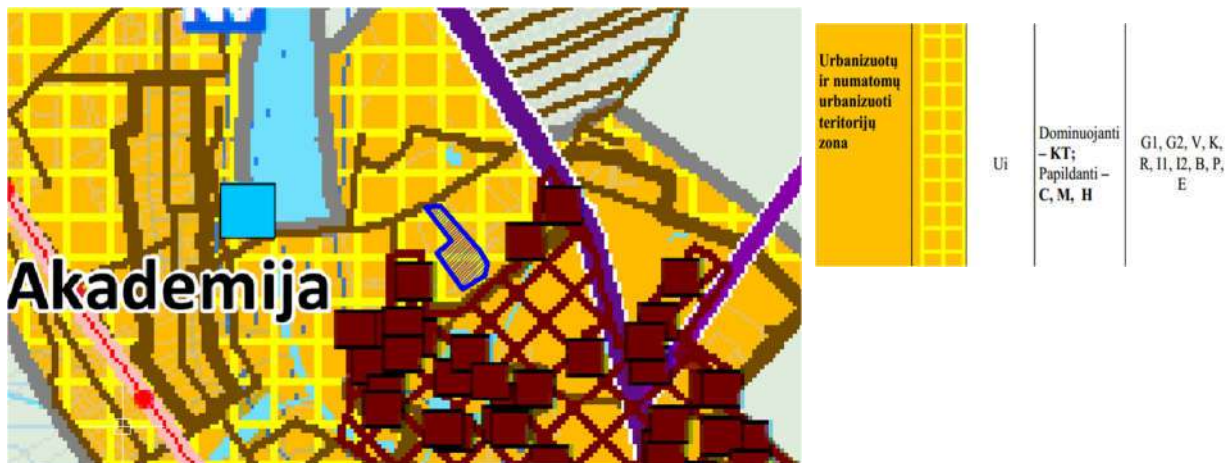 Akademija
Urbanizuotų
ir numatomų
urbanizuoti
teritorijų
zona
Ui
Dominuojanti
– KT;
Papildanti –
C, M, H
G1, G2, V, K,
R, I1, I2, B, P,
E